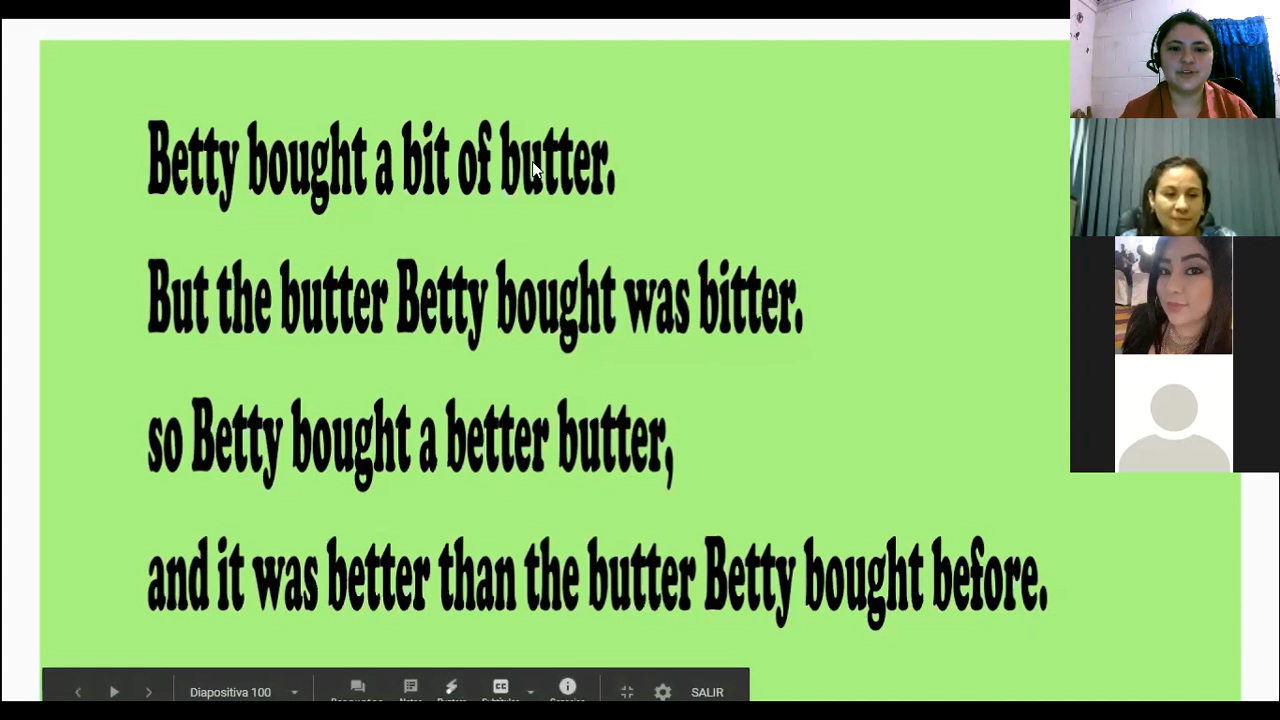 Betty bought a bit of butter.
But the butter Betty bought was bitter.
so Betty bought a better butter,
and it was better than the butter Betty bought before.
Diapositiva 100
SALIR